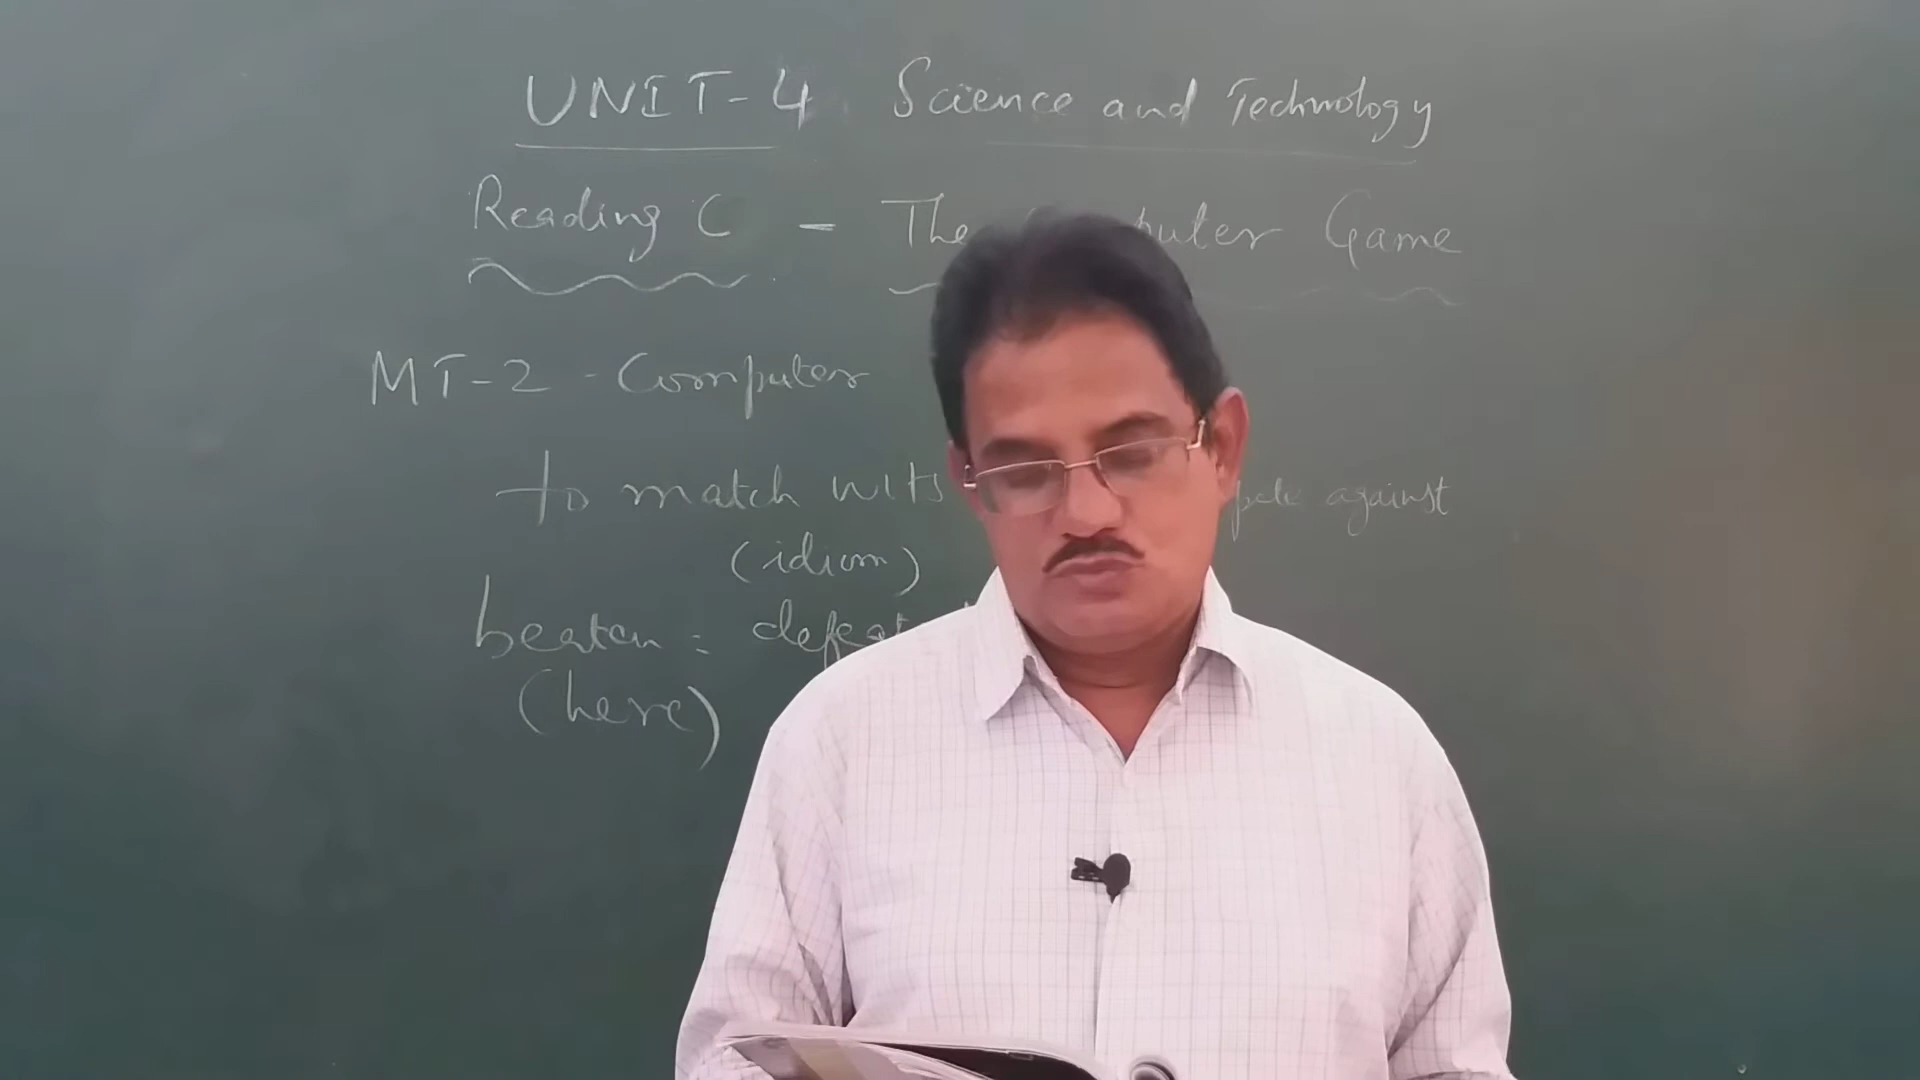 UNIT-4 Science and Technology
Reading C - The puter Game
MT-2 - Computer
to match wits against
(idiom)
beaten = defeat
(here)